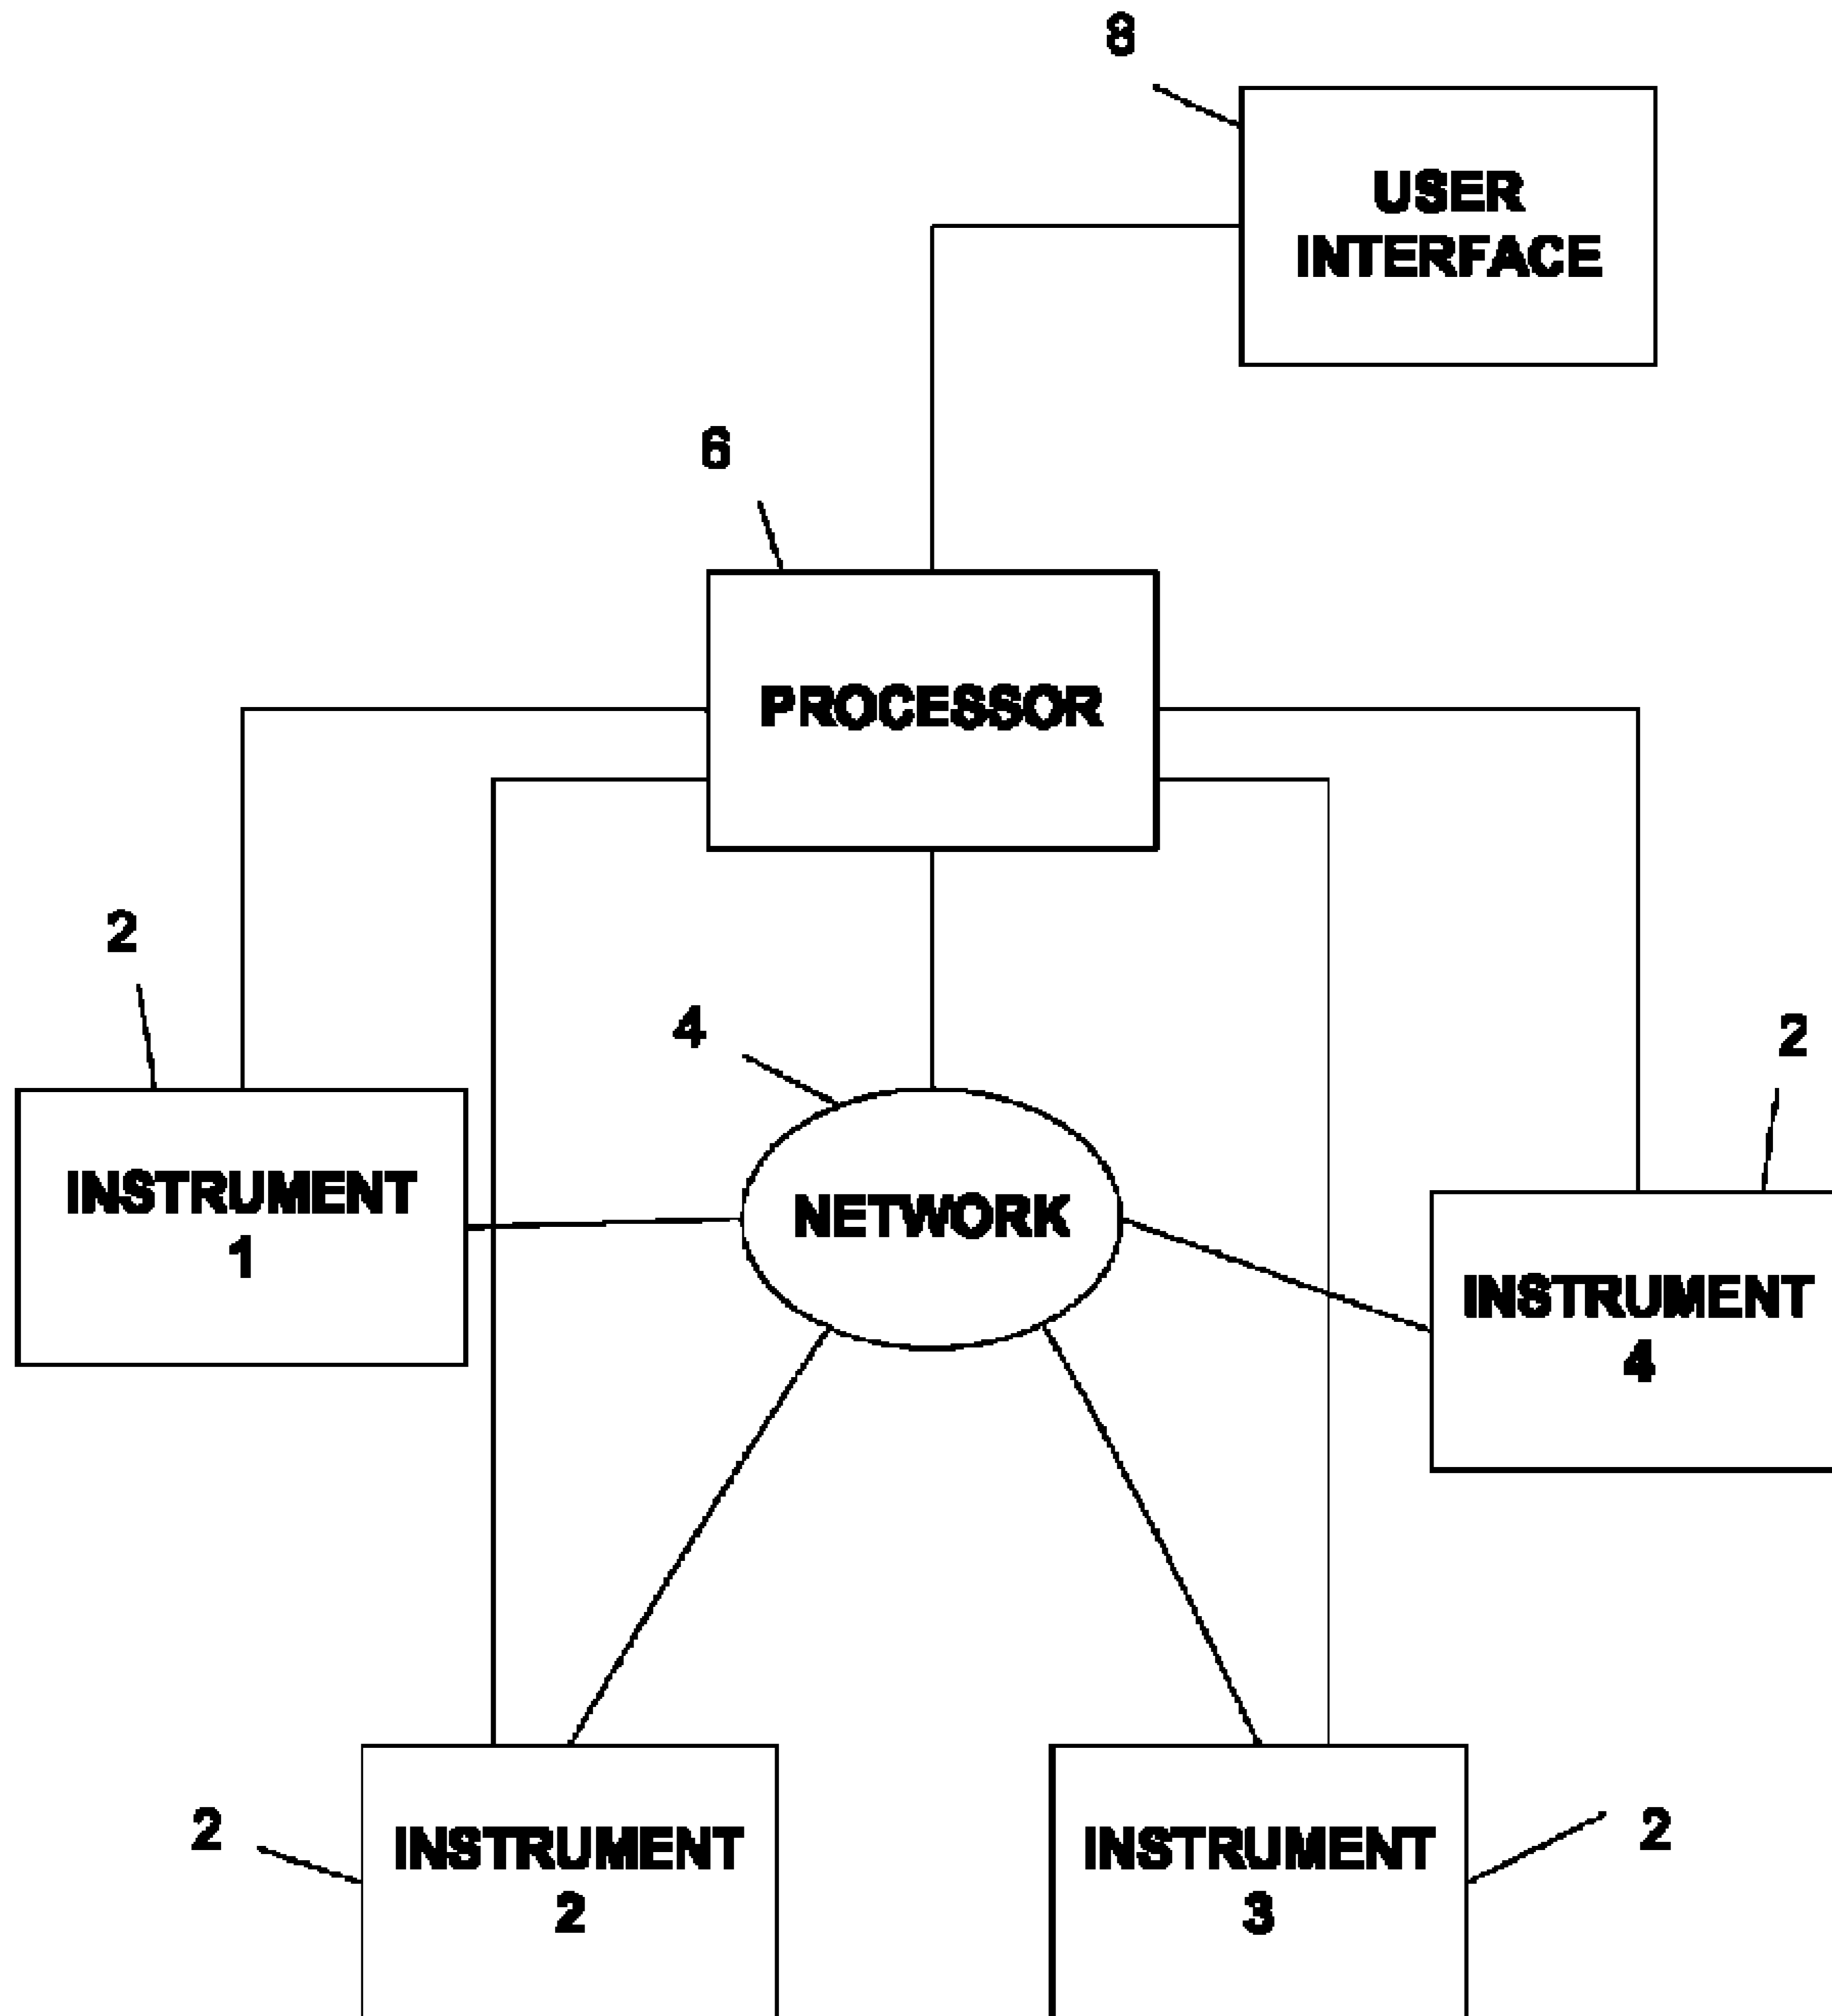 8
USER
INTERFACE
6
PROCESSOR
2
4
2
INSTRUMENT
1
NETWORK
INSTRUMENT
4
2
INSTRUMENT
2
INSTRUMENT
3
2